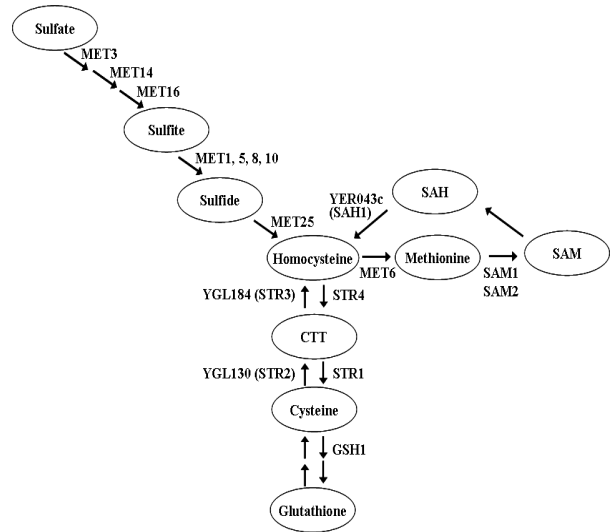 Sulfate
MET3
MET14
MET16
Sulfite
MET1, 5, 8, 10
Sulfide
MET25
YER043c
(SAH1)
SAH
Homocysteine
MET6
Methionine
SAM1
SAM2
SAM
YGL184 (STR3)
STR4
CTT
YGL130 (STR2)
STR1
Cysteine
GSH1
Glutathione